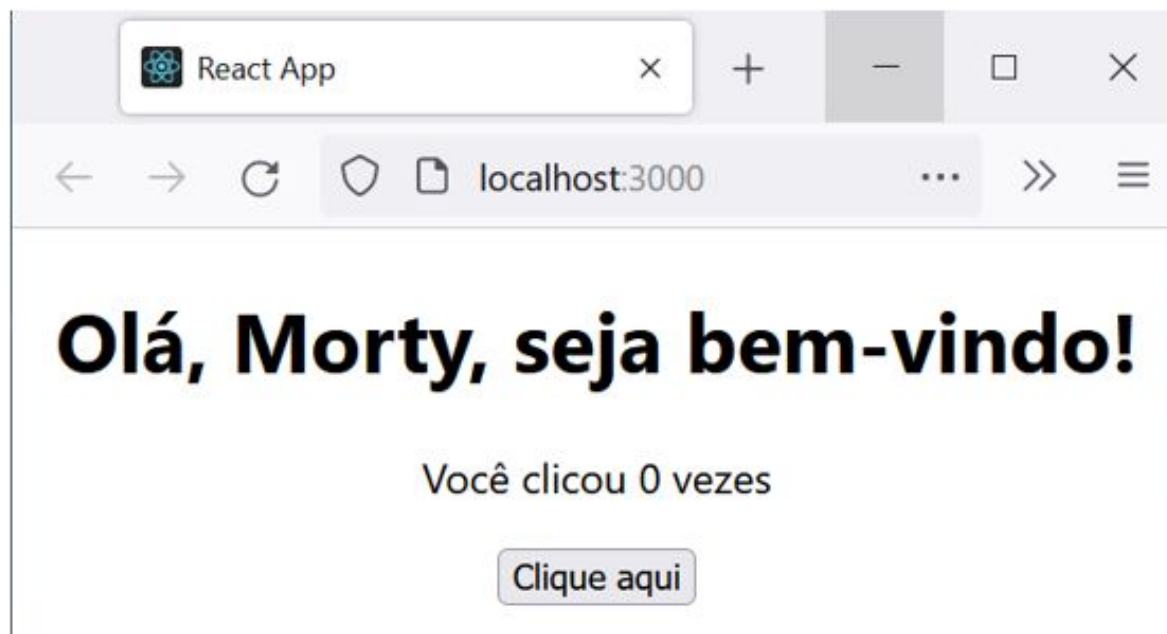 React App
localhost:3000
Olá, Morty, seja bem-vindo!
Você clicou 0 vezes
Clique aqui